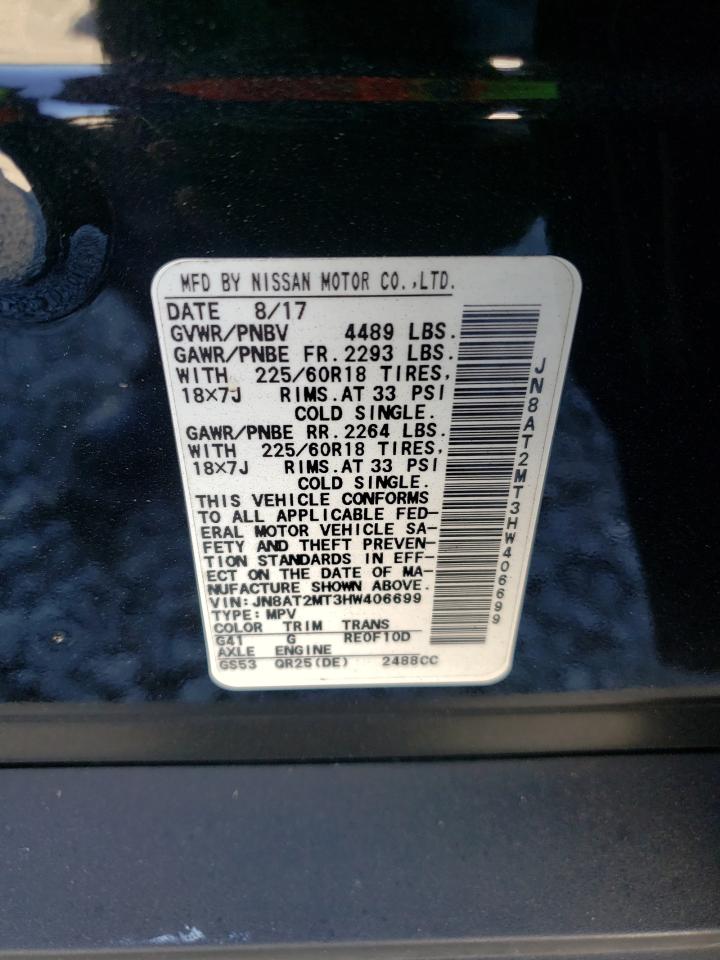 MFD BY NISSAN MOTOR CO.,LTD.
DATE 8/17
GVWR/PNBV 4489 LBS.
GAWR/PNBE FR. 2293 LBS.
WITH 225/60R18 TIRES,
18X7J RIMS.AT 33 PSI
COLD SINGLE.
GAWR/PNBE RR. 2264 LBS.
WITH 225/60R18 TIRES,
18X7J RIMS.AT 33 PSI
COLD SINGLE.
THIS VEHICLE CONFORMS
TO ALL APPLICABLE FED-
ERAL MOTOR VEHICLE SA-
FETY AND THEFT PREVEN-
TION STANDARDS IN EFF-
ECT ON THE DATE OF MA-
NUFACTURE SHOWN ABOVE.
VIN:JN8AT2MT3HW406699
TYPE:MPV
COLOR TRIM TRANS
G41 G RE0F10D
AXLE ENGINE
GS53 QR25(DE) 2488CC
JN8AT2MT3HW406699